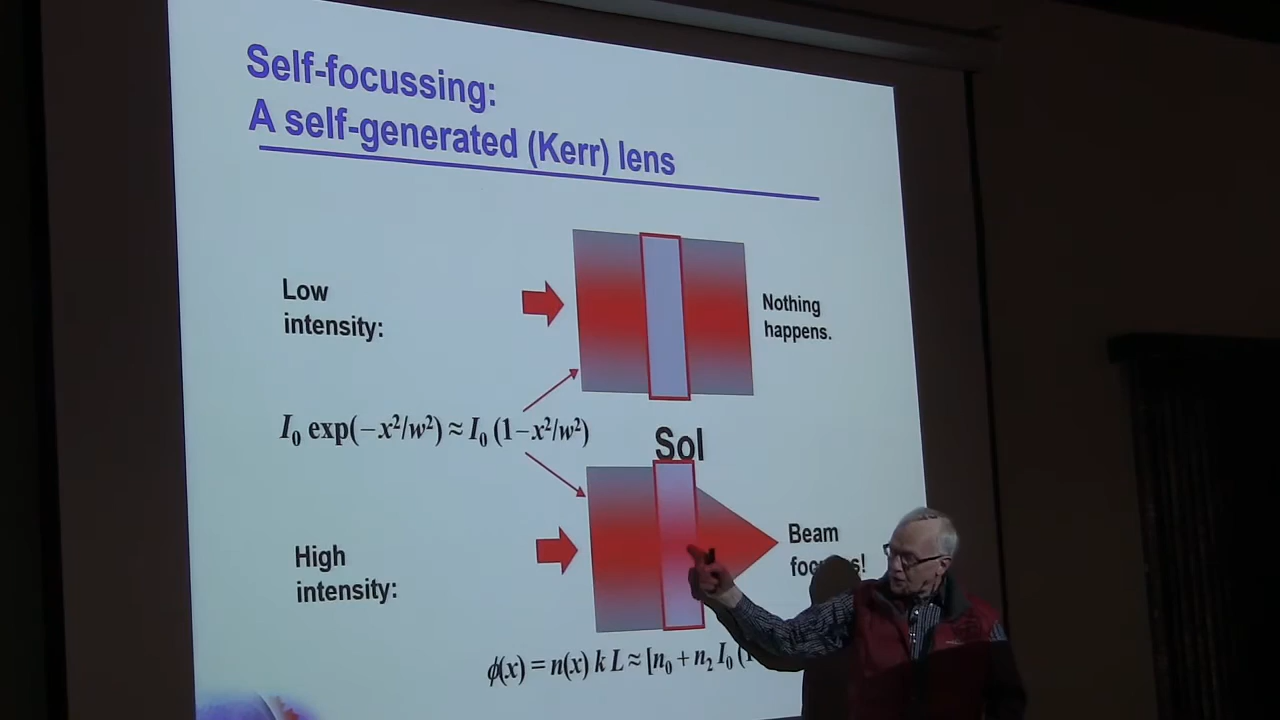 Self-focussing:
A self-generated (Kerr) lens
Low
intensity:
Nothing
happens.
I₀ exp(−x²/w²) ≈ I₀ (1−x²/w²)
Sol
High
intensity:
Beam
ϕ(x) = n(x) k L ≈ [n₀ + n₂ I₀ (1